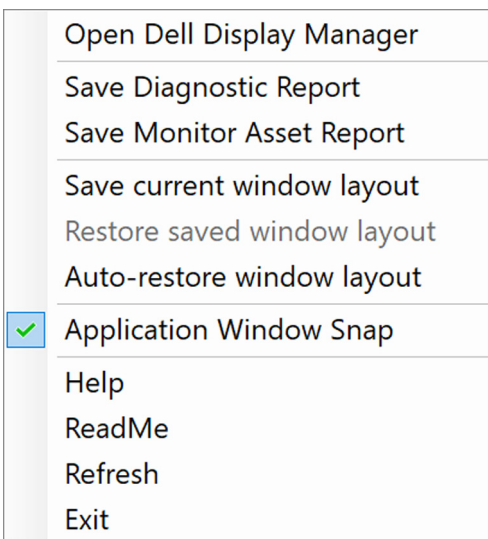 Open Dell Display Manager
Save Diagnostic Report
Save Monitor Asset Report
Save current window layout
Restore saved window layout
Auto-restore window layout
Application Window Snap
Help
ReadMe
Refresh
Exit